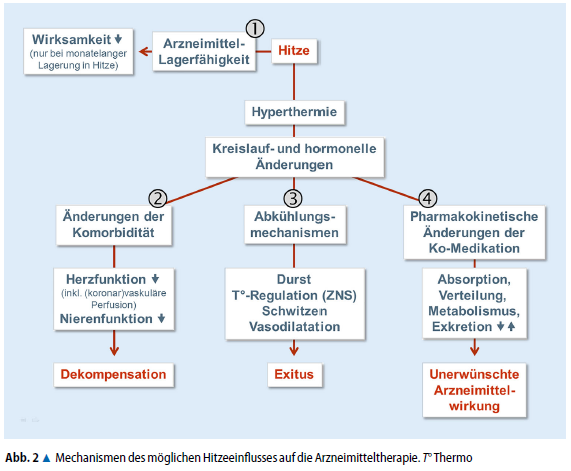 Wirksamkeit ↓
(nur bei monatelanger
Lagerung in Hitze)
Arzneimittel-
Lagerfähigkeit
1
Hitze
Hyperthermie
Kreislauf- und hormonelle
Änderungen
2
3
4
Änderungen der
Komorbidität
Abkühlungs-
mechanismen
Pharmakokinetische
Änderungen der
Ko-Medikation
Herzfunktion ↓
(inkl. (koronar)vaskuläre
Perfusion)
Nierenfunktion ↓
Durst
T°-Regulation (ZNS)
Schwitzen
Vasodilatation
Absorption,
Verteilung,
Metabolismus,
Exkretion ↓↑
Dekompensation
Exitus
Unerwünschte
Arzneimittel-
wirkung
Abb. 2 ▲ Mechanismen des möglichen Hitzeeinflusses auf die Arzneimitteltherapie. T° Thermo